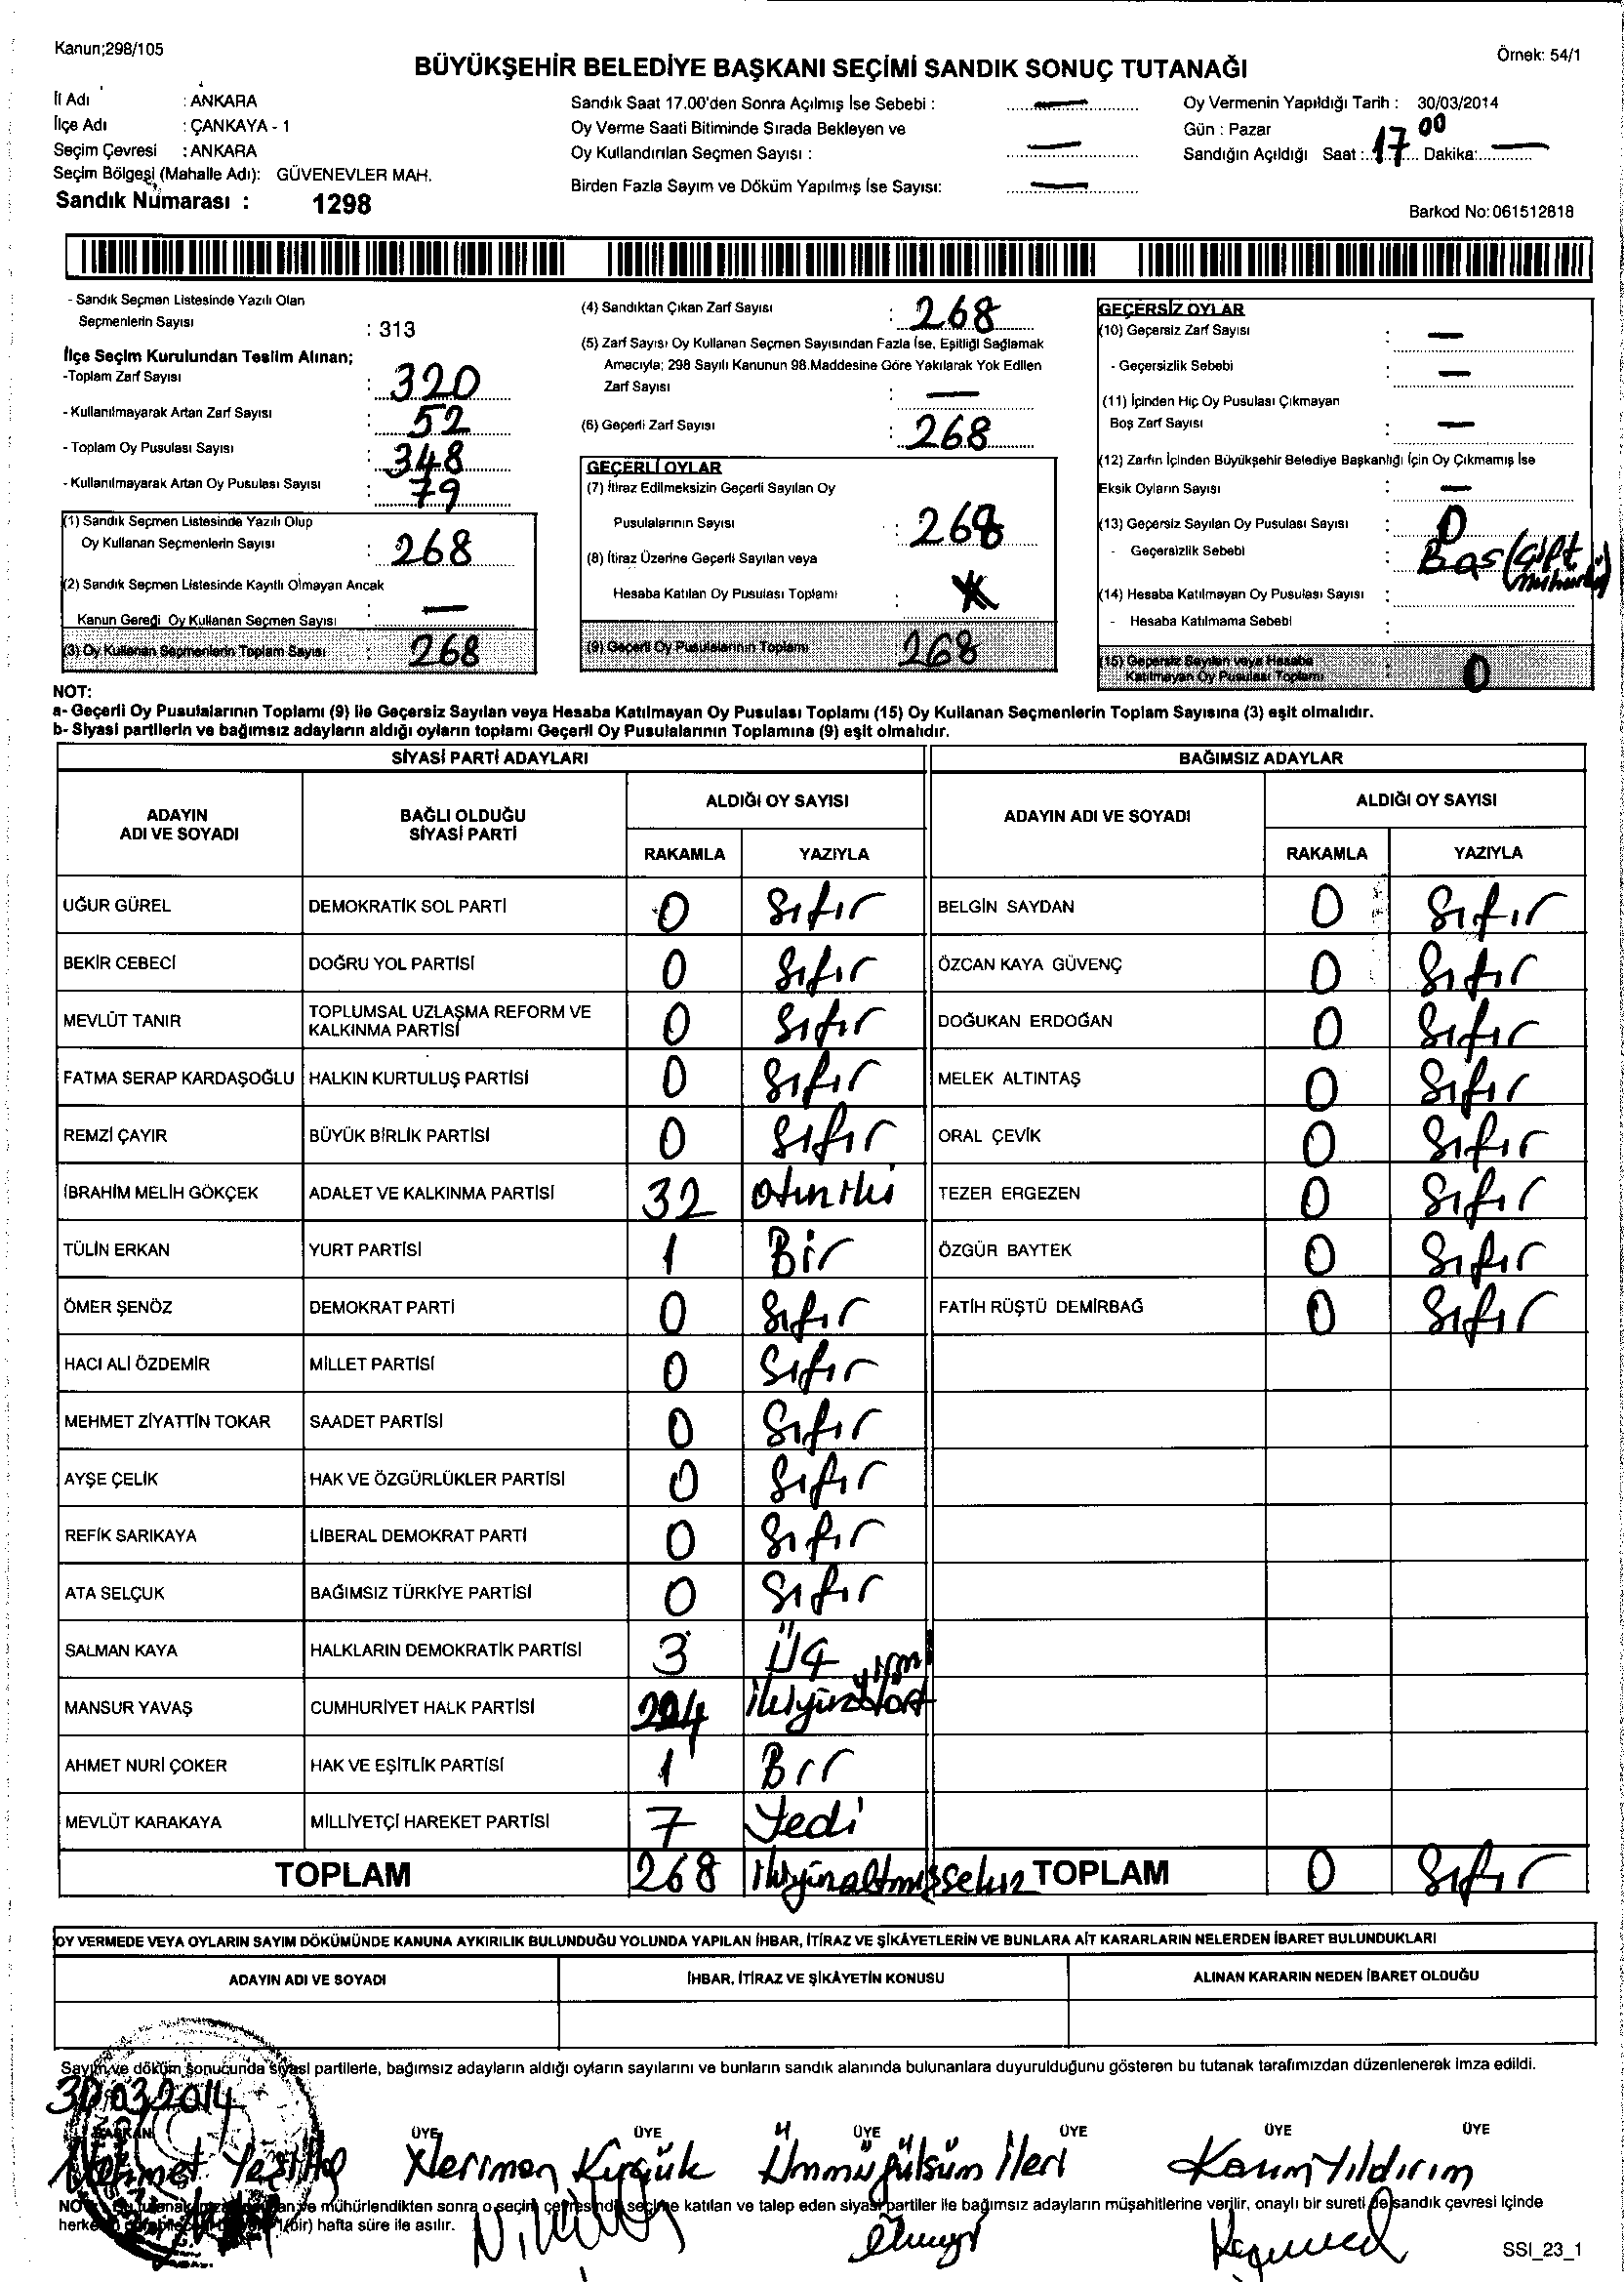 Kanun;298/105
Örnek: 54/1
BÜYÜKŞEHİR BELEDİYE BAŞKANI SEÇİMİ SANDIK SONUÇ TUTANAĞI
İl Adı : ANKARA
İlçe Adı : ÇANKAYA - 1
Seçim Çevresi : ANKARA
Seçim Bölgesi (Mahalle Adı): GÜVENEVLER MAH.
Sandık Numarası : 1298
Sandık Saat 17.00'den Sonra Açılmış İse Sebebi : —
Oy Verme Saati Bitiminde Sırada Bekleyen ve
Oy Kullandırılan Seçmen Sayısı : —
Birden Fazla Sayım ve Döküm Yapılmış İse Sayısı: —
Oy Vermenin Yapıldığı Tarih : 30/03/2014
Gün : Pazar
Sandığın Açıldığı Saat : 17 00 Dakika: —
Barkod No: 061512818
- Sandık Seçmen Listesinde Yazılı Olan
Seçmenlerin Sayısı : 313
İlçe Seçim Kurulundan Teslim Alınan;
-Toplam Zarf Sayısı : 320
- Kullanılmayarak Artan Zarf Sayısı : 52
- Toplam Oy Pusulası Sayısı : 348
- Kullanılmayarak Artan Oy Pusulası Sayısı : 79
(1) Sandık Seçmen Listesinde Yazılı Olup
Oy Kullanan Seçmenlerin Sayısı : 268
(2) Sandık Seçmen Listesinde Kayıtlı Olmayan Ancak
Kanun Gereği Oy Kullanan Seçmen Sayısı : —
(3) Oy Kullanan Seçmenlerin Toplam Sayısı : 268
(4) Sandıktan Çıkan Zarf Sayısı : 268
(5) Zarf Sayısı Oy Kullanan Seçmen Sayısından Fazla İse, Eşitliği Sağlamak
Amacıyla; 298 Sayılı Kanunun 98.Maddesine Göre Yakılarak Yok Edilen
Zarf Sayısı : —
(6) Geçerli Zarf Sayısı : 268
GEÇERLİ OYLAR
(7) İtiraz Edilmeksizin Geçerli Sayılan Oy
Pusulalarının Sayısı : 268
(8) İtiraz Üzerine Geçerli Sayılan veya
Hesaba Katılan Oy Pusulası Toplamı :
(9) Geçerli Oy Pusulalarının Toplamı 268
GEÇERSİZ OYLAR
(10) Geçersiz Zarf Sayısı : —
- Geçersizlik Sebebi : —
(11) İçinden Hiç Oy Pusulası Çıkmayan
Boş Zarf Sayısı : —
(12) Zarfın İçinden Büyükşehir Belediye Başkanlığı İçin Oy Çıkmamış İse
Eksik Oyların Sayısı : —
(13) Geçersiz Sayılan Oy Pusulası Sayısı : 0
- Geçersizlik Sebebi :
(14) Hesaba Katılmayan Oy Pusulası Sayısı :
- Hesaba Katılmama Sebebi :
(15) Geçersiz Sayılan veya Hesaba
Katılmayan Oy Pusulası Toplamı : 0
NOT:
a- Geçerli Oy Pusulalarının Toplamı (9) ile Geçersiz Sayılan veya Hesaba Katılmayan Oy Pusulası Toplamı (15) Oy Kullanan Seçmenlerin Toplam Sayısına (3) eşit olmalıdır.
b- Siyasi partilerin ve bağımsız adayların aldığı oyların toplamı Geçerli Oy Pusulalarının Toplamına (9) eşit olmalıdır.
SİYASİ PARTİ ADAYLARI
BAĞIMSIZ ADAYLAR
ADAYIN
ADI VE SOYADI
BAĞLI OLDUĞU
SİYASİ PARTİ
ALDIĞI OY SAYISI
RAKAMLA YAZIYLA
ADAYIN ADI VE SOYADI
ALDIĞI OY SAYISI
RAKAMLA YAZIYLA
UĞUR GÜREL DEMOKRATİK SOL PARTİ 0 Sıfır BELGİN SAYDAN 0 Sıfır
BEKİR CEBECİ DOĞRU YOL PARTİSİ 0 Sıfır ÖZCAN KAYA GÜVENÇ 0 Sıfır
MEVLÜT TANIR TOPLUMSAL UZLAŞMA REFORM VE
KALKINMA PARTİSİ 0 Sıfır DOĞUKAN ERDOĞAN 0 Sıfır
FATMA SERAP KARDAŞOĞLU HALKIN KURTULUŞ PARTİSİ 0 Sıfır MELEK ALTINTAŞ 0 Sıfır
REMZİ ÇAYIR BÜYÜK BİRLİK PARTİSİ 0 Sıfır ORAL ÇEVİK 0 Sıfır
İBRAHİM MELİH GÖKÇEK ADALET VE KALKINMA PARTİSİ 32 Otuziki TEZER ERGEZEN 0 Sıfır
TÜLİN ERKAN YURT PARTİSİ 1 Bir ÖZGÜR BAYTEK 0 Sıfır
ÖMER ŞENÖZ DEMOKRAT PARTİ 0 Sıfır FATİH RÜŞTÜ DEMİRBAĞ 0 Sıfır
HACI ALİ ÖZDEMİR MİLLET PARTİSİ 0 Sıfır
MEHMET ZİYATTİN TOKAR SAADET PARTİSİ 0 Sıfır
AYŞE ÇELİK HAK VE ÖZGÜRLÜKLER PARTİSİ 0 Sıfır
REFİK SARIKAYA LİBERAL DEMOKRAT PARTİ 0 Sıfır
ATA SELÇUK BAĞIMSIZ TÜRKİYE PARTİSİ 0 Sıfır
SALMAN KAYA HALKLARIN DEMOKRATİK PARTİSİ 3 Üç
MANSUR YAVAŞ CUMHURİYET HALK PARTİSİ 224 ikiyüzyirmidört
AHMET NURİ ÇOKER HAK VE EŞİTLİK PARTİSİ 1 Bir
MEVLÜT KARAKAYA MİLLİYETÇİ HAREKET PARTİSİ 7 Yedi
TOPLAM 268 ikiyüzaltmışsekiz TOPLAM 0 Sıfır
OY VERMEDE VEYA OYLARIN SAYIM DÖKÜMÜNDE KANUNA AYKIRILIK BULUNDUĞU YOLUNDA YAPILAN İHBAR, İTİRAZ VE ŞİKÂYETLERİN VE BUNLARA AİT KARARLARIN NELERDEN İBARET BULUNDUKLARI
ADAYIN ADI VE SOYADI İHBAR, İTİRAZ VE ŞİKÂYETİN KONUSU ALINAN KARARIN NEDEN İBARET OLDUĞU
Sayım ve döküm sonucunda siyasi partilerle, bağımsız adayların aldığı oyların sayılarını ve bunların sandık alanında bulunanlara duyurulduğunu gösteren bu tutanak tarafımızdan düzenlenerek imza edildi.
30.03.2014
BAŞKAN ÜYE ÜYE ÜYE ÜYE ÜYE ÜYE
Mehmet Nerimen Küçük Ümmügülsüm İleri Kasım Yıldırım
mühürlendikten sonra o seçim çevresinde seçime katılan ve talep eden siyasi partiler ile bağımsız adayların müşahitlerine verilir, onaylı bir sureti de sandık çevresi içinde
hafta süre ile asılır.
SSI_23_1